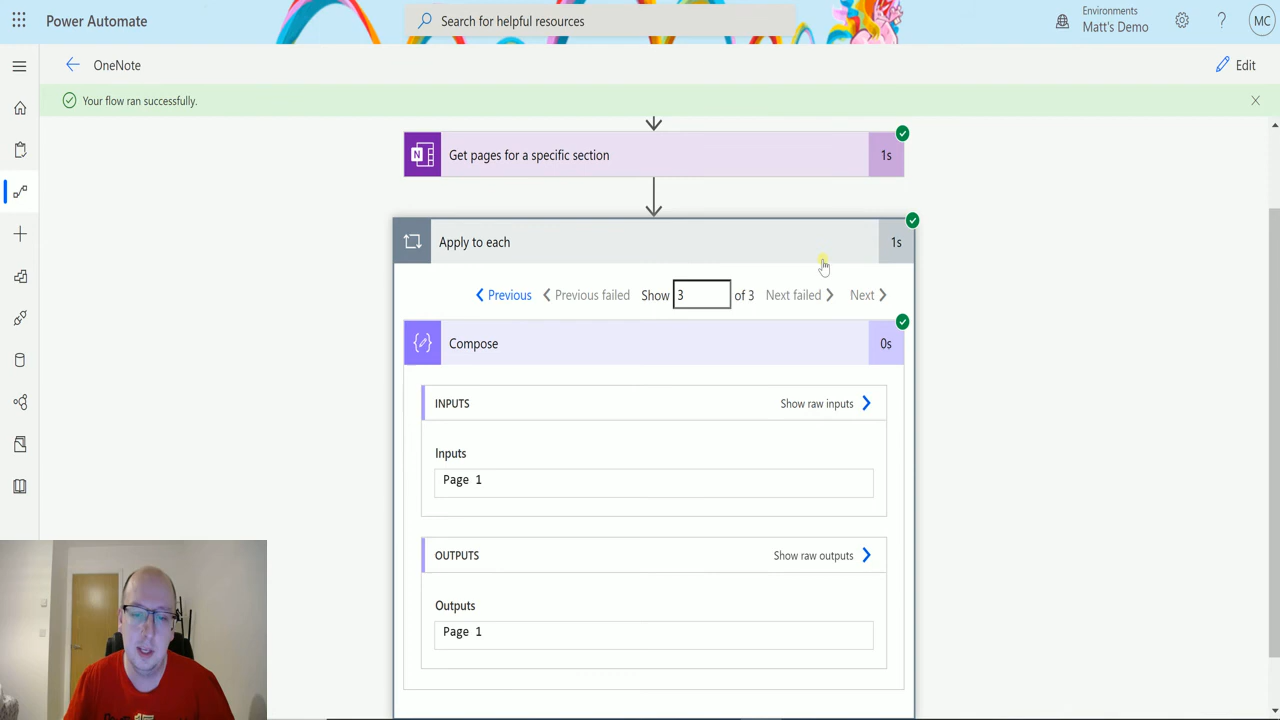 Power Automate
Search for helpful resources
Environments
Matt's Demo
MC
OneNote
Edit
Your flow ran successfully.
Get pages for a specific section
1s
Apply to each
1s
Previous
Previous failed
Show
3
of 3
Next failed
Next
Compose
0s
INPUTS
Show raw inputs
Inputs
Page 1
OUTPUTS
Show raw outputs
Outputs
Page 1